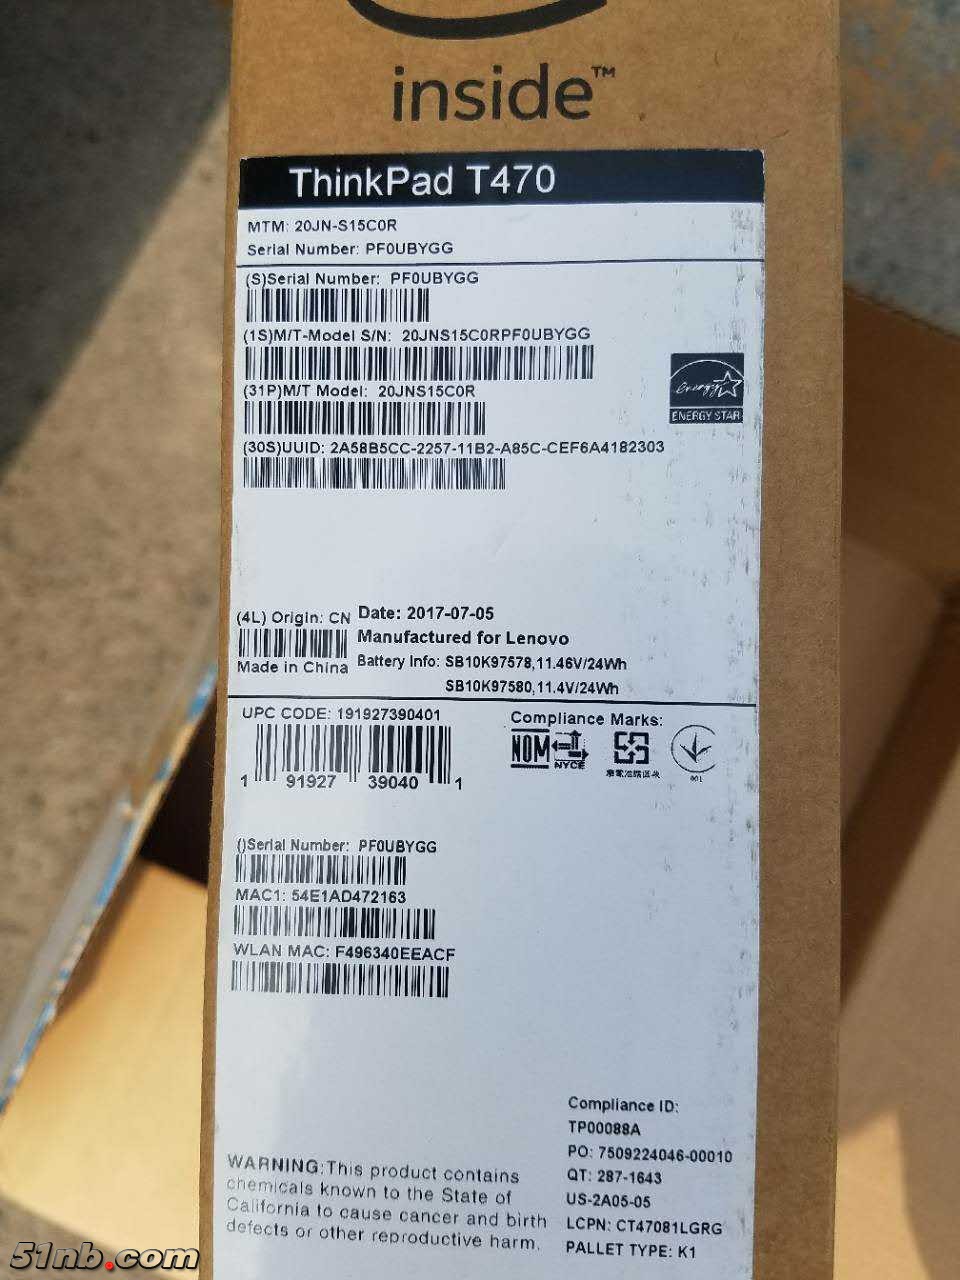 inside™
ThinkPad T470
MTM: 20JN-S15C0R
Serial Number: PF0UBYGG
(S)Serial Number: PF0UBYGG
(1S)M/T-Model S/N: 20JNS15C0RPF0UBYGG
(31P)M/T Model: 20JNS15C0R
energy
ENERGY STAR
(30S)UUID: 2A58B5CC-2257-11B2-A85C-CEF6A4182303
(4L) Origin: CN
Made in China
Date: 2017-07-05
Manufactured for Lenovo
Battery Info: SB10K97578,11.46V/24Wh
SB10K97580,11.4V/24Wh
UPC CODE: 191927390401
1 91927 39040 1
Compliance Marks:
NOM
NYCE
001
()Serial Number: PF0UBYGG
MAC1: 54E1AD472163
WLAN MAC: F496340EEACF
Compliance ID:
TP00088A
PO: 7509224046-00010
QT: 287-1643
US-2A05-05
LCPN: CT47081LGRG
PALLET TYPE: K1
WARNING:This product contains
chemicals known to the State of
California to cause cancer and birth
defects or other reproductive harm.
51nb.com